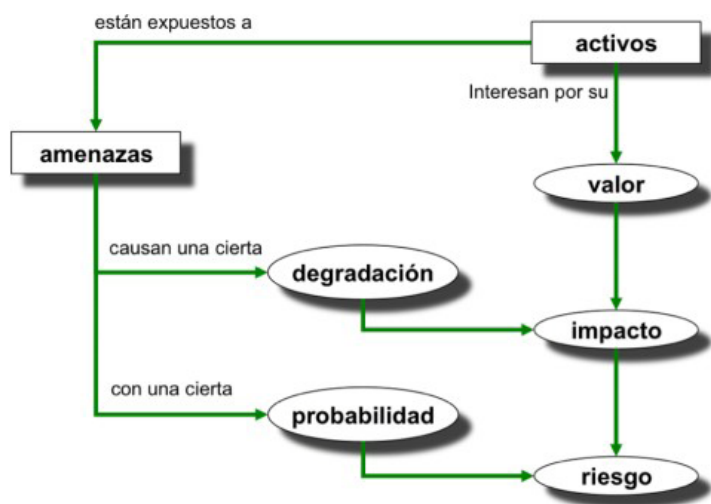 están expuestos a
activos
Interesan por su
amenazas
valor
causan una cierta
degradación
impacto
con una cierta
probabilidad
riesgo